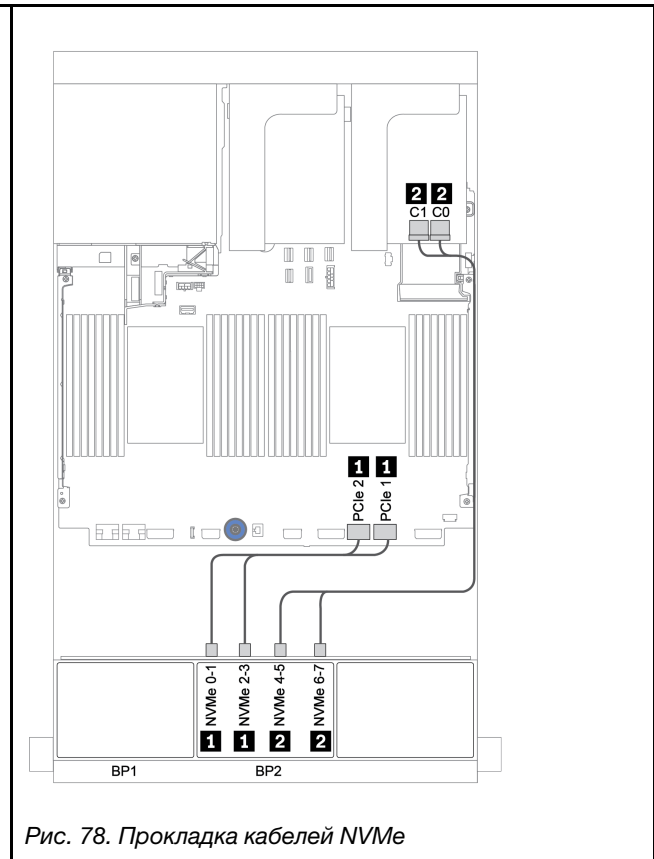 2 2
C1 C0
1 1
PCIe 2
PCIe 1
NVMe 0-1
NVMe 2-3
NVMe 4-5
NVMe 6-7
1 1 2 2
BP1 BP2
Рис. 78. Прокладка кабелей NVMe